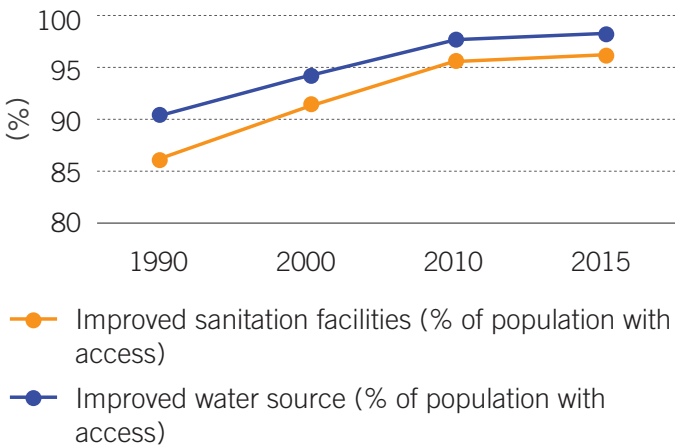 100
95
90
85
80
(%)
1990 2000 2010 2015
Improved sanitation facilities (% of population with
access)
Improved water source (% of population with
access)